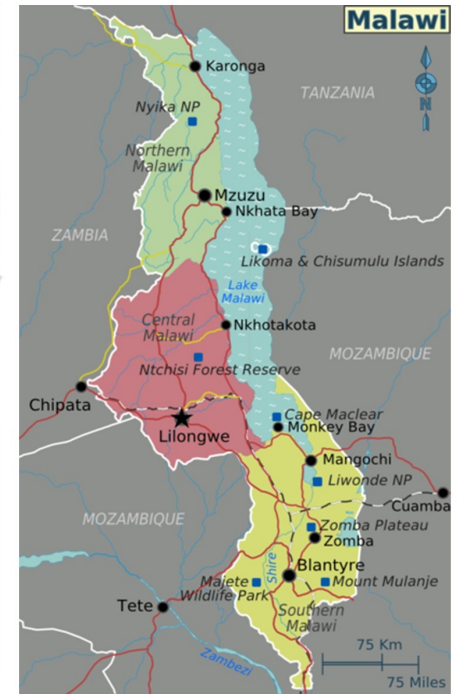 Malawi
Karonga
TANZANIA
N
Nyika NP
Northern
Malawi
Mzuzu
Nkhata Bay
ZAMBIA
Likoma & Chisumulu Islands
Lake
Malawi
Central
Malawi
Nkhotakota
MOZAMBIQUE
Ntchisi Forest Reserve
Chipata
Cape Maclear
Monkey Bay
Lilongwe
Mangochi
Liwonde NP
Cuamba
MOZAMBIQUE
Zomba Plateau
Zomba
Shire
Blantyre
Majete
Wildlife Park
Mount Mulanje
Tete
Southern
Malawi
75 Km
Zambezi
75 Miles